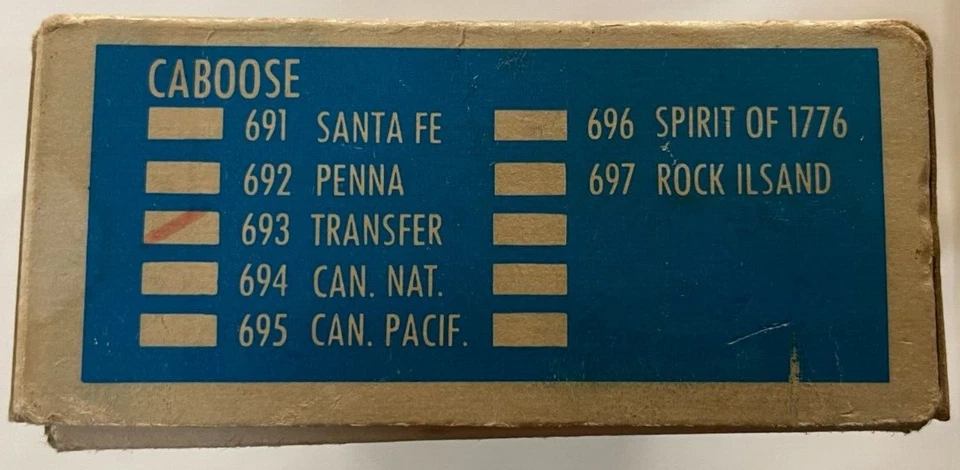 CABOOSE
691 SANTA FE
692 PENNA
693 TRANSFER
694 CAN. NAT.
695 CAN. PACIF.
696 SPIRIT OF 1776
697 ROCK ILSAND